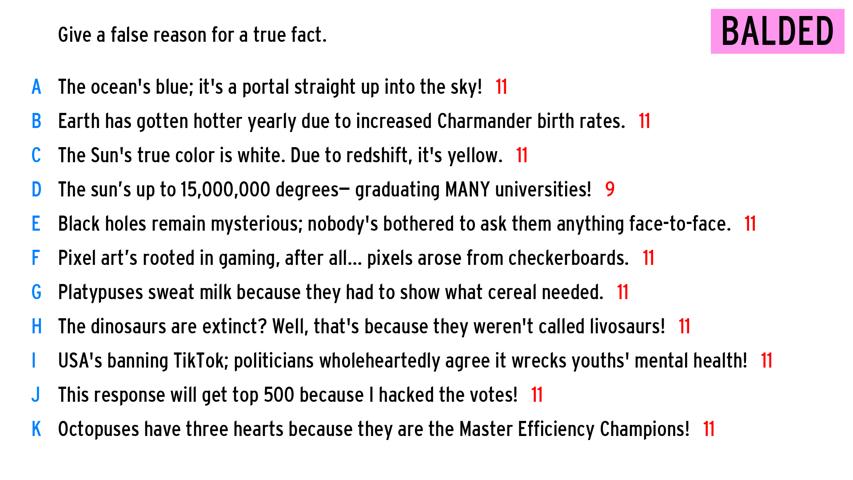 Give a false reason for a true fact.
BALDED
A The ocean's blue; it's a portal straight up into the sky! 11
B Earth has gotten hotter yearly due to increased Charmander birth rates. 11
C The Sun's true color is white. Due to redshift, it's yellow. 11
D The sun’s up to 15,000,000 degrees— graduating MANY universities! 9
E Black holes remain mysterious; nobody's bothered to ask them anything face-to-face. 11
F Pixel art’s rooted in gaming, after all... pixels arose from checkerboards. 11
G Platypuses sweat milk because they had to show what cereal needed. 11
H The dinosaurs are extinct? Well, that's because they weren't called livosaurs! 11
I USA's banning TikTok; politicians wholeheartedly agree it wrecks youths' mental health! 11
J This response will get top 500 because I hacked the votes! 11
K Octopuses have three hearts because they are the Master Efficiency Champions! 11